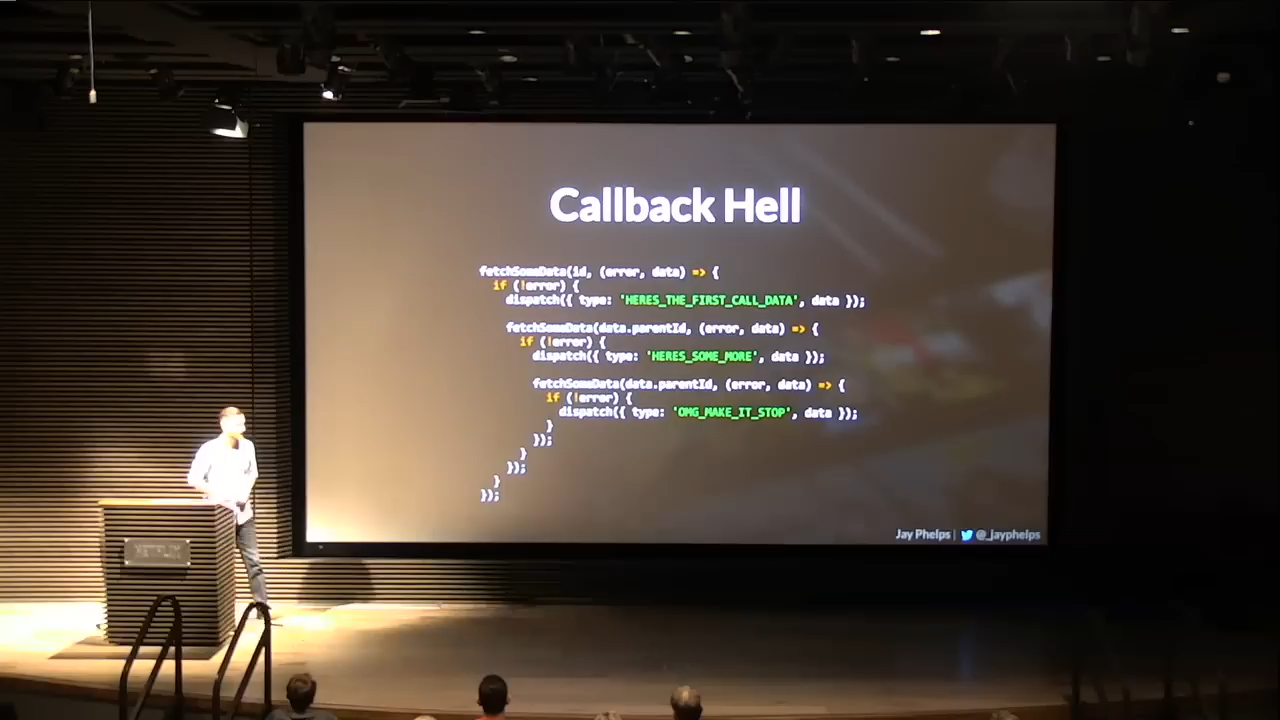 Callback Hell
fetchSomeData(id, (error, data) => {
if (!error) {
dispatch({ type: 'HERES_THE_FIRST_CALL_DATA', data });
fetchSomeData(data.parentId, (error, data) => {
if (!error) {
dispatch({ type: 'HERES_SOME_MORE', data });
fetchSomeData(data.parentId, (error, data) => {
if (!error) {
dispatch({ type: 'OMG_MAKE_IT_STOP', data });
}
});
}
});
}
});
Jay Phelps | @_jayphelps
NETFLIX